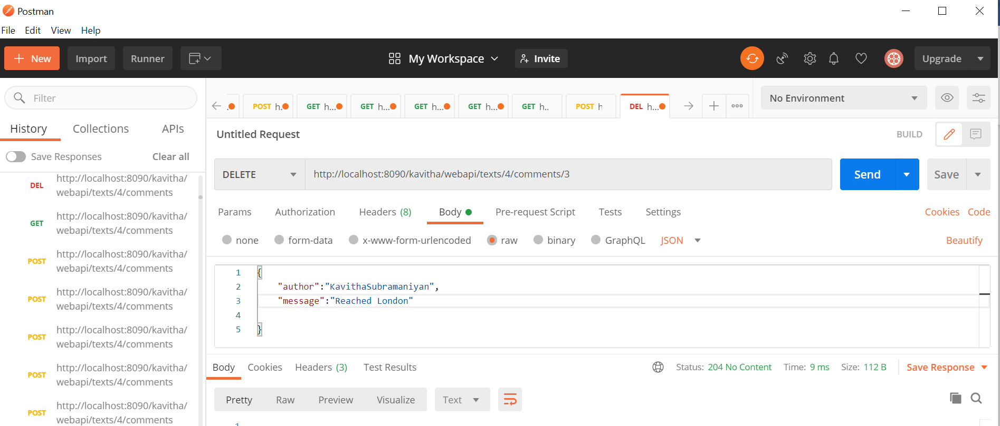 Postman
File Edit View Help
New Import Runner My Workspace Invite Upgrade
Filter
History Collections APIs
Save Responses Clear all
DEL http://localhost:8090/kavitha/
webapi/texts/4/comments
GET http://localhost:8090/kavitha/
webapi/texts/4/comments
POST http://localhost:8090/kavitha/
webapi/texts/4/comments
POST http://localhost:8090/kavitha/
webapi/texts/4/comments
POST http://localhost:8090/kavitha/
webapi/texts/4/comments
POST http://localhost:8090/kavitha/
webapi/texts/4/comments
POST http://localhost:8090/kavitha/
webapi/texts/4/comments
POST h. GET h... GET h... GET h... GET h... GET h.. POST h DEL h... No Environment
Untitled Request BUILD
DELETE http://localhost:8090/kavitha/webapi/texts/4/comments/3 Send Save
Params Authorization Headers (8) Body Pre-request Script Tests Settings Cookies Code
none form-data x-www-form-urlencoded raw binary GraphQL JSON Beautify
1 {
2 "author":"KavithaSubramaniyan",
3 "message":"Reached London"
4
5 }
Body Cookies Headers (3) Test Results Status: 204 No Content Time: 9 ms Size: 112 B Save Response
Pretty Raw Preview Visualize Text
1